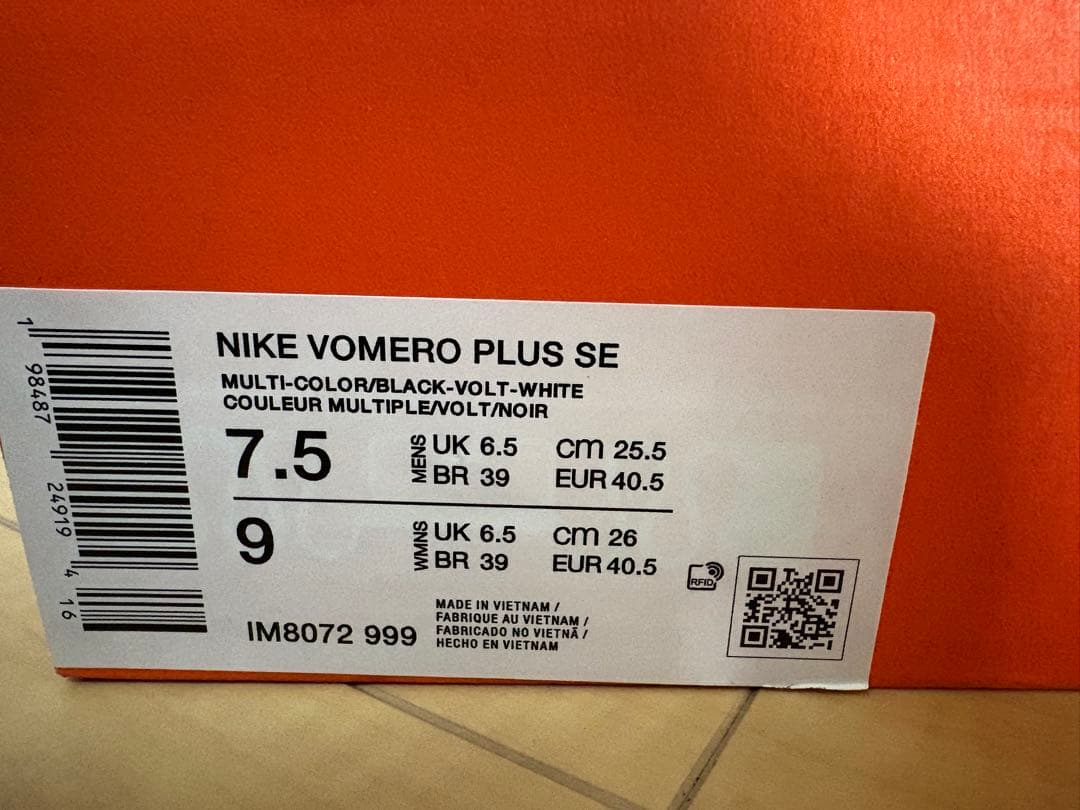 NIKE VOMERO PLUS SE
MULTI-COLOR/BLACK-VOLT-WHITE
COULEUR MULTIPLE/VOLT/NOIR
7.5 MENS UK 6.5 cm 25.5
BR 39 EUR 40.5
9 WMNS UK 6.5 cm 26
BR 39 EUR 40.5
RFID
IM8072 999
MADE IN VIETNAM /
FABRIQUE AU VIETNAM /
FABRICADO NO VIETNÃ /
HECHO EN VIETNAM
1 98487 24919 4 16